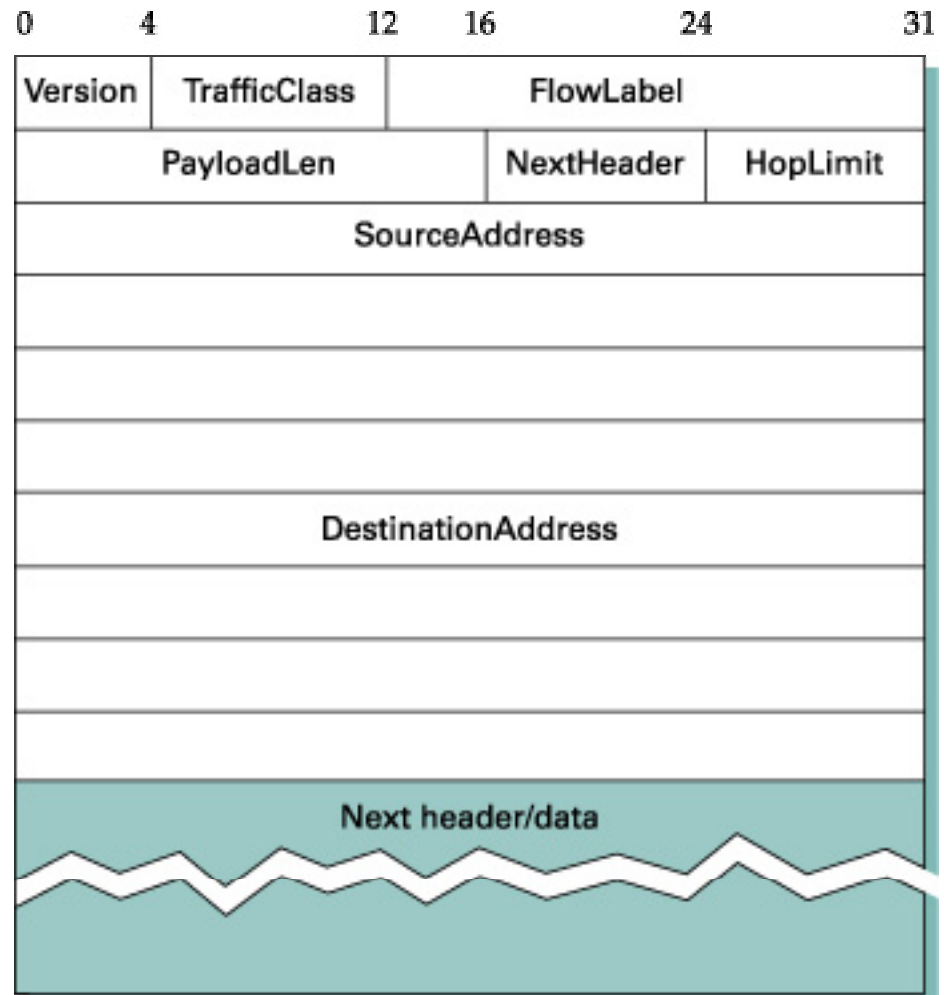 0 4 12 16 24 31
Version TrafficClass FlowLabel
PayloadLen NextHeader HopLimit
SourceAddress
DestinationAddress
Next header/data